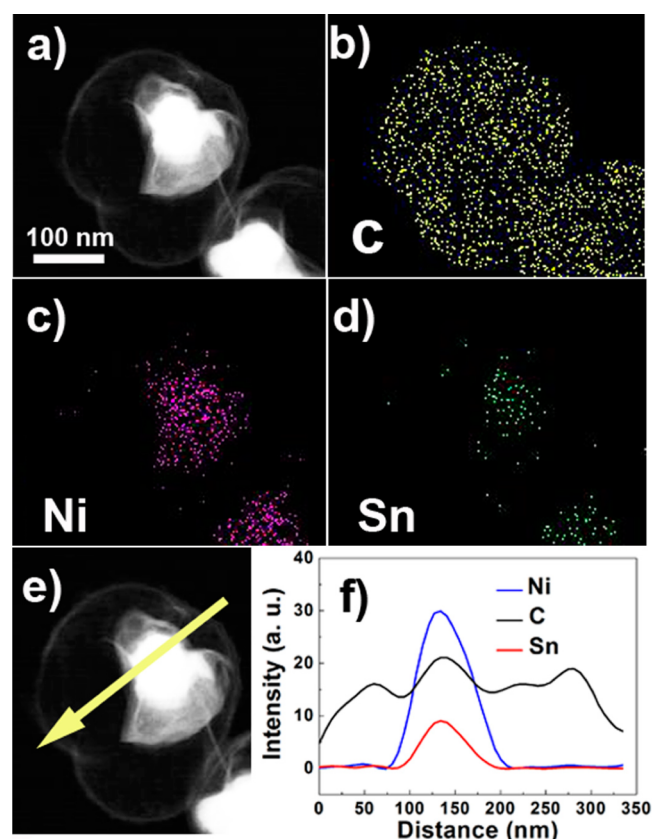 a)
100 nm
b)
C
c)
Ni
d)
Sn
e)
f)
Ni
C
Sn
Intensity (a. u.)
40
30
20
10
0
0 50 100 150 200 250 300 350
Distance (nm)